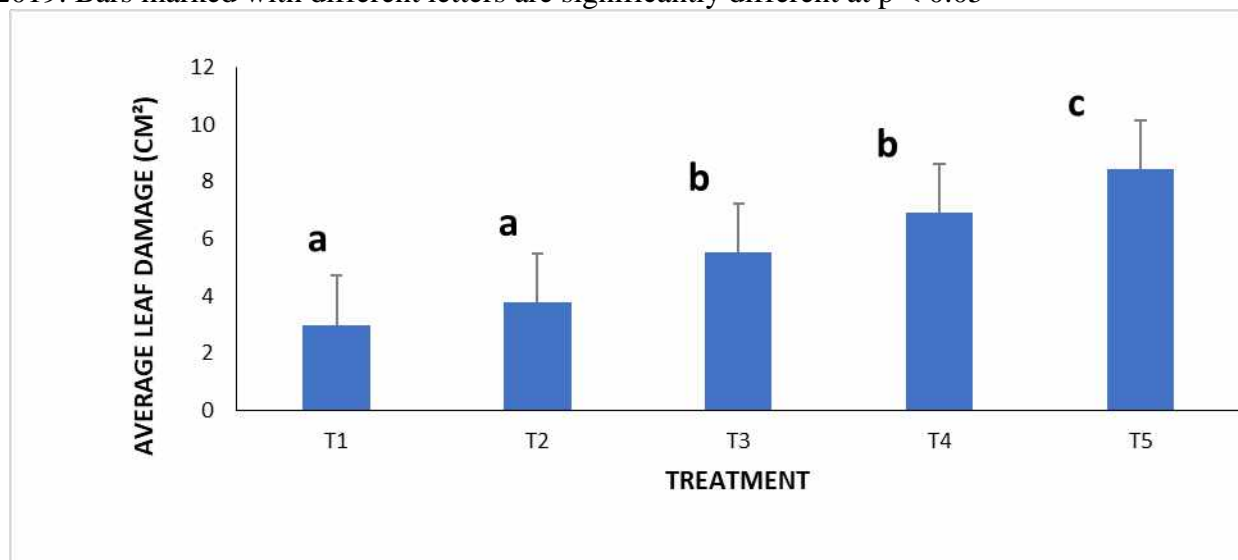 2019. Bars marked with different letters are significantly different at p < 0.05
12
10
8
6
4
2
0
AVERAGE LEAF DAMAGE (CM²)
a
a
b
b
c
T1 T2 T3 T4 T5
TREATMENT